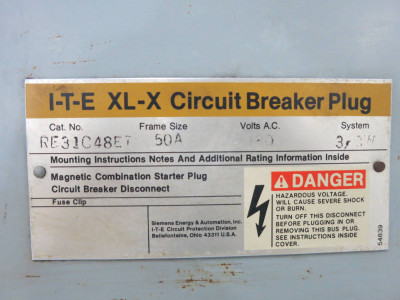 I-T-E XL-X Circuit Breaker Plug
Cat. No. Frame Size Volts A.C. System
50A
Mounting Instructions Notes And Additional Rating Information Inside
Magnetic Combination Starter Plug
Circuit Breaker Disconnect
Fuse Clip
DANGER
HAZARDOUS VOLTAGE.
WILL CAUSE SEVERE SHOCK
OR BURN.
TURN OFF THIS DISCONNECT
BEFORE PLUGGING IN OR
REMOVING THIS BUS PLUG.
SEE INSTRUCTIONS INSIDE
COVER.
Siemens Energy & Automation, Inc.
I-T-E Circuit Protection Division
Bellefontaine, Ohio 43311 U.S.A.
54639